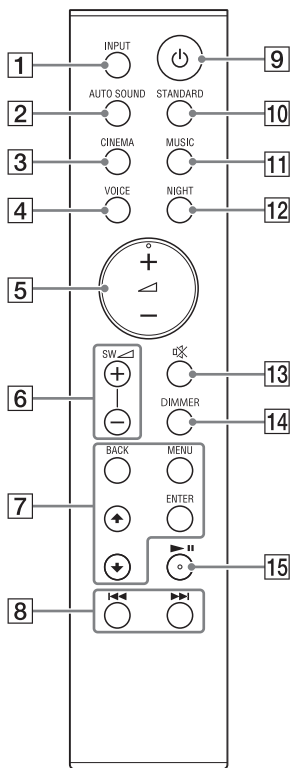 INPUT
1
9
AUTO SOUND STANDARD
2
10
CINEMA MUSIC
3
11
VOICE NIGHT
4
12
+
5
−
SW
+
13
6
DIMMER
−
14
BACK MENU
7
ENTER
15
8